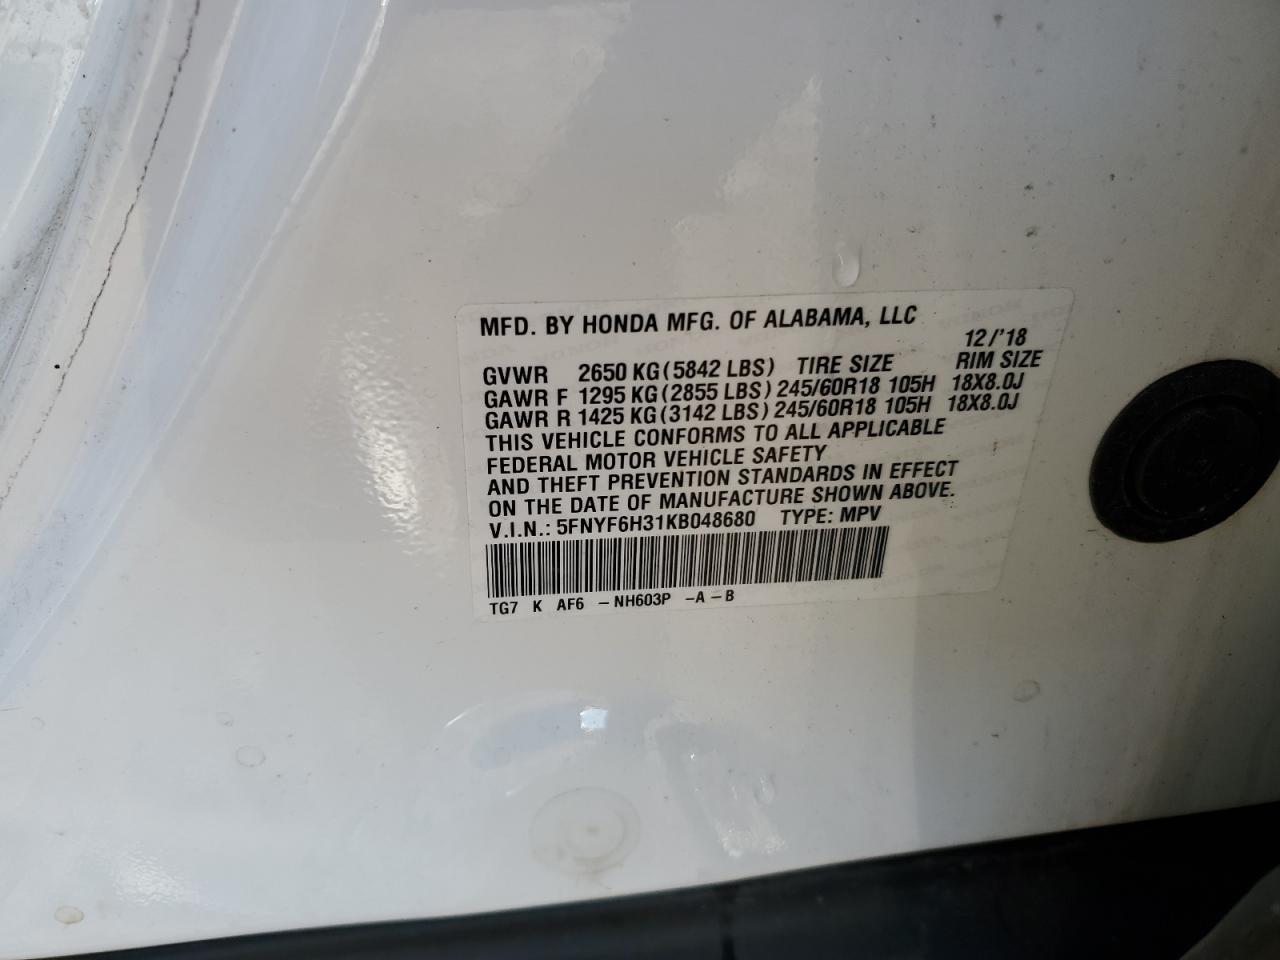 MFD. BY HONDA MFG. OF ALABAMA, LLC
12/'18
GVWR 2650 KG (5842 LBS) TIRE SIZE RIM SIZE
GAWR F 1295 KG (2855 LBS) 245/60R18 105H 18X8.0J
GAWR R 1425 KG (3142 LBS) 245/60R18 105H 18X8.0J
THIS VEHICLE CONFORMS TO ALL APPLICABLE
FEDERAL MOTOR VEHICLE SAFETY
AND THEFT PREVENTION STANDARDS IN EFFECT
ON THE DATE OF MANUFACTURE SHOWN ABOVE.
V.I.N.: 5FNYF6H31KB048680 TYPE: MPV
TG7 K AF6 - NH603P -A-B